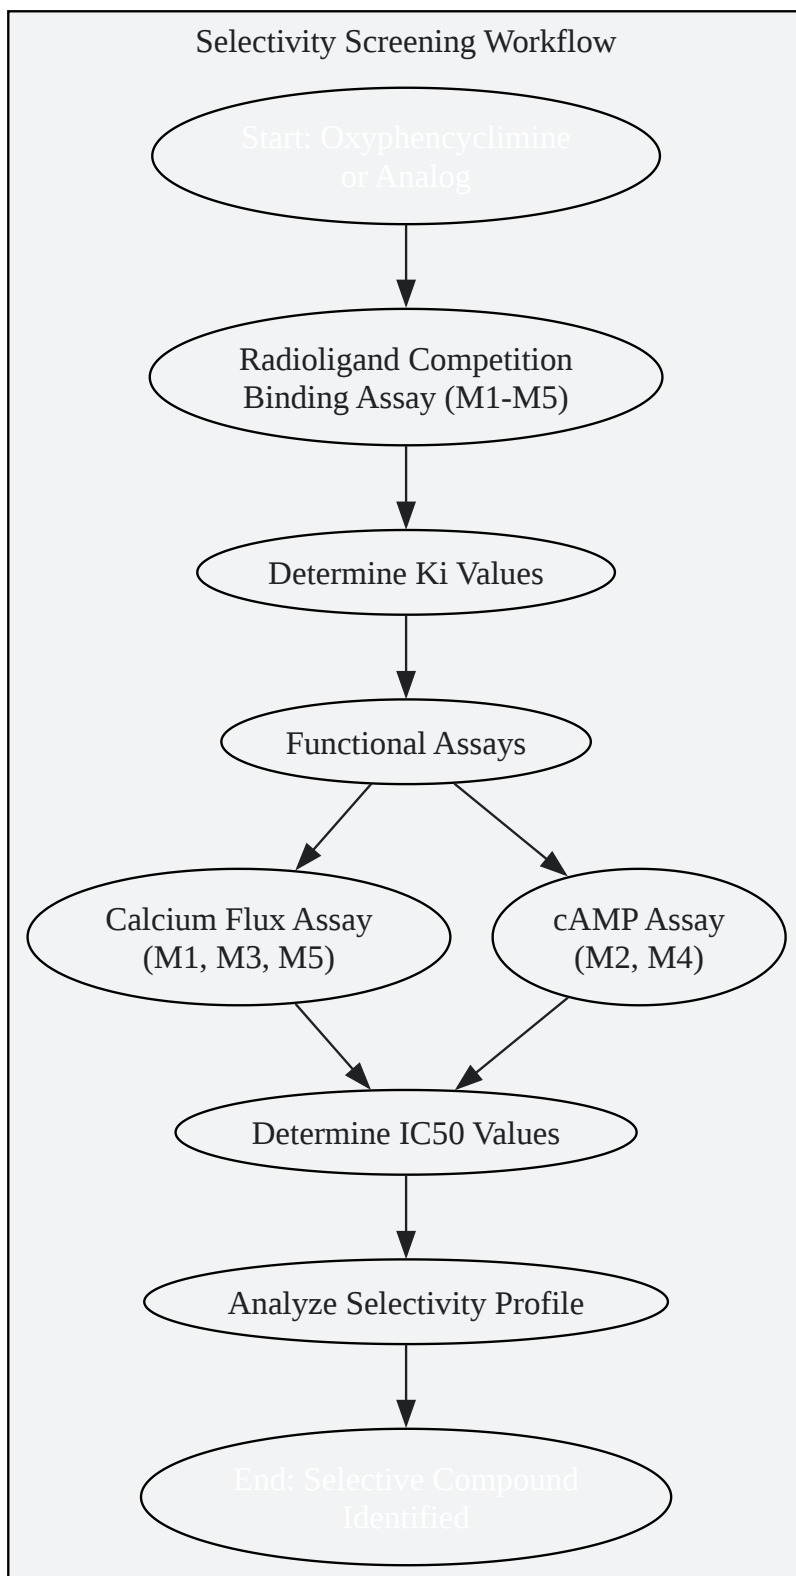 Selectivity Screening Workflow
Start: Oxyphencyclimine
or Analog
Radioligand Competition
Binding Assay (M1-M5)
Determine Ki Values
Functional Assays
Calcium Flux Assay
(M1, M3, M5)
cAMP Assay
(M2, M4)
Determine IC50 Values
Analyze Selectivity Profile
End: Selective Compound
Identified